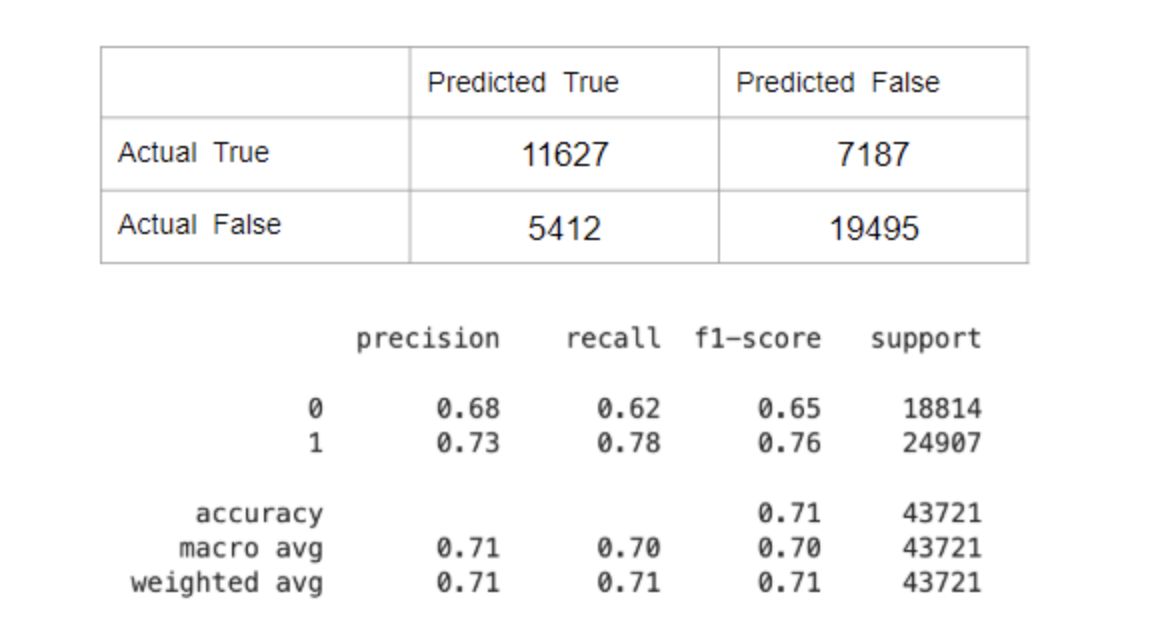 Predicted True Predicted False
Actual True 11627 7187
Actual False 5412 19495
precision recall f1-score support
0 0.68 0.62 0.65 18814
1 0.73 0.78 0.76 24907
accuracy 0.71 43721
macro avg 0.71 0.70 0.70 43721
weighted avg 0.71 0.71 0.71 43721